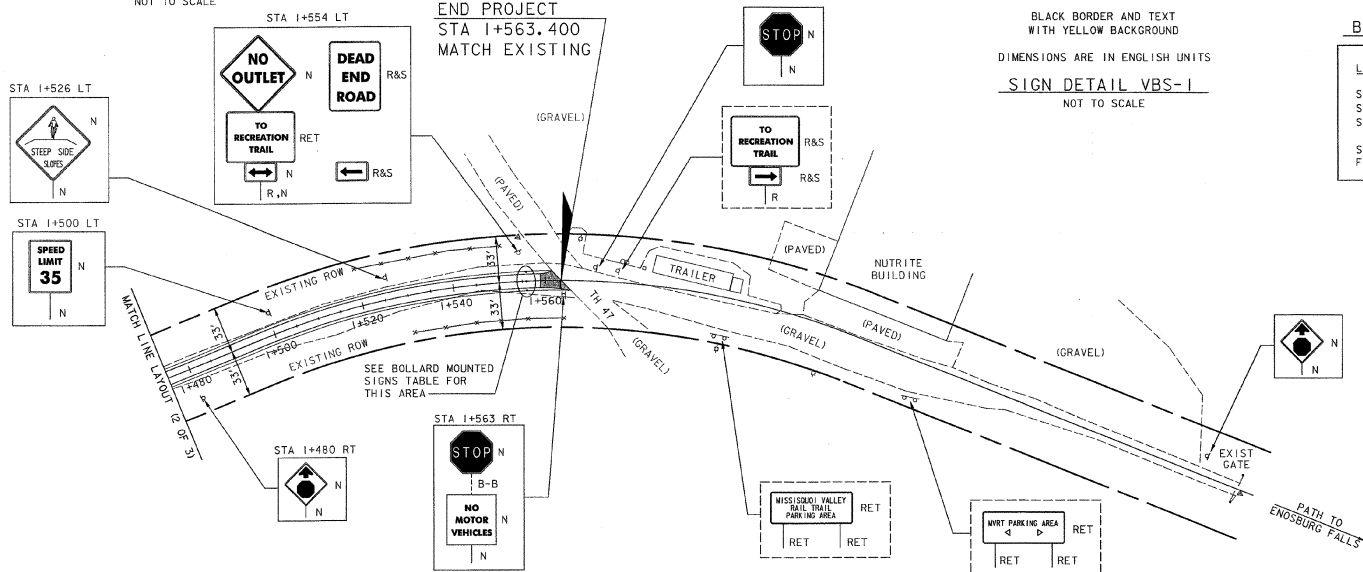 NOT TO SCALE
STA 1+554 LT
NO
OUTLET
N
DEAD
END
ROAD
R&S
TO
RECREATION
TRAIL
RET
N
R&S
R,N
END PROJECT
STA 1+563.400
MATCH EXISTING
STOP
N
N
BLACK BORDER AND TEXT
WITH YELLOW BACKGROUND
DIMENSIONS ARE IN ENGLISH UNITS
SIGN DETAIL VBS-1
NOT TO SCALE
B
L
S
S
S
S
F
STA 1+526 LT
STEEP SIDE
SLOPES
N
N
STA 1+500 LT
SPEED
LIMIT
35
N
N
(GRAVEL)
(PAVED)
TO
RECREATION
TRAIL
R&S
R&S
R
(PAVED)
NUTRITE
BUILDING
TRAILER
EXISTING ROW
33'
33'
33'
33'
1+480
1+500
1+520
1+540
1+560
EXISTING ROW
TH 47
(GRAVEL)
(GRAVEL)
(PAVED)
(GRAVEL)
MATCH LINE LAYOUT (2 OF 3)
SEE BOLLARD MOUNTED
SIGNS TABLE FOR
THIS AREA
STA 1+480 RT
N
N
STA 1+563 RT
STOP
N
B-B
NO
MOTOR
VEHICLES
N
N
MISSISQUOI VALLEY
RAIL TRAIL
PARKING AREA
RET
RET
RET
MVRT PARKING AREA
RET
RET
RET
N
N
EXIST
GATE
PATH TO
ENOSBURG FALLS